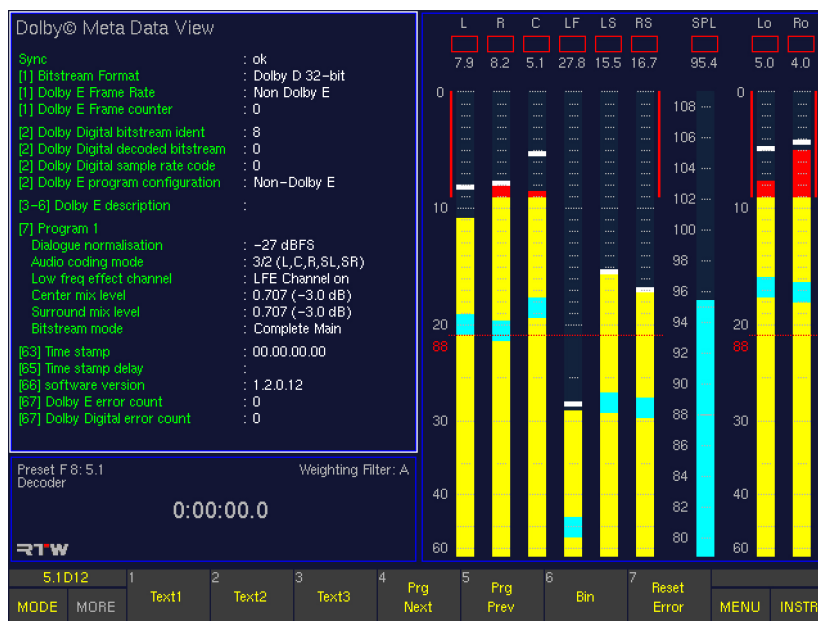 Dolby© Meta Data View
Sync : ok
[1] Bitstream Format : Dolby D 32-bit
[1] Dolby E Frame Rate : Non Dolby E
[1] Dolby E Frame counter : 0
[2] Dolby Digital bitstream ident : 8
[2] Dolby Digital decoded bitstream : 0
[2] Dolby Digital sample rate code : 0
[2] Dolby E program configuration : Non-Dolby E
[3-6] Dolby E description :
[7] Program 1
Dialogue normalisation : -27 dBFS
Audio coding mode : 3/2 (L,C,R,SL,SR)
Low freq effect channel : LFE Channel on
Center mix level : 0.707 (-3.0 dB)
Surround mix level : 0.707 (-3.0 dB)
Bitstream mode : Complete Main
[63] Time stamp : 00.00.00.00
[65] Time stamp delay :
[66] software version : 1.2.0.12
[67] Dolby E error count : 0
[67] Dolby Digital error count : 0
Preset F 8: 5.1 Weighting Filter: A
Decoder
0:00:00.0
RTW
L R C LF LS RS SPL Lo Ro
7.9 8.2 5.1 27.8 15.5 16.7 95.4 5.0 4.0
0 0
108
106
104
102
10 10
100
98
96
94
20 20
88 88
92
90
88
30 30
86
84
40 40
82
80
60 60
5.1D12 1 2 3 4 5 6 7
Text1 Text2 Text3 Prg Next Prg Prev Bin Reset Error
MODE MORE MENU INSTR